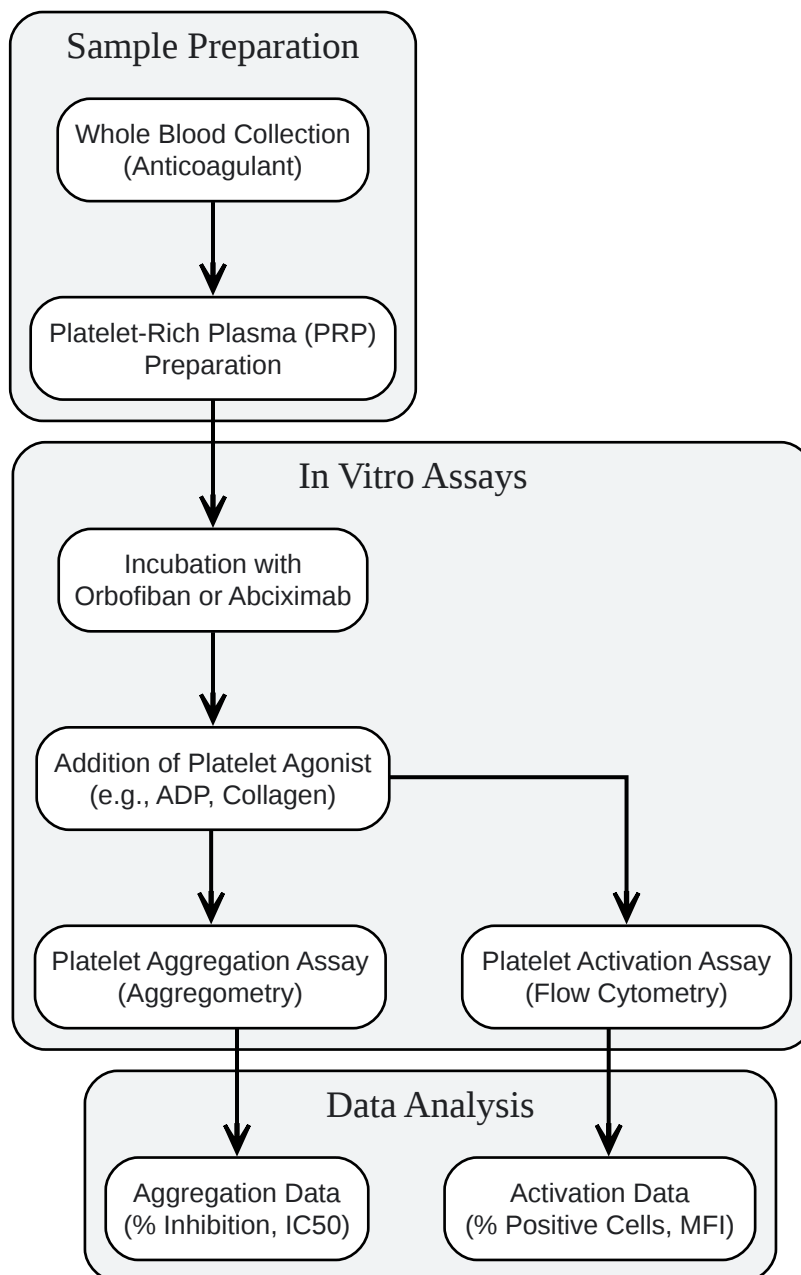 Sample Preparation
Whole Blood Collection
(Anticoagulant)
Platelet-Rich Plasma (PRP)
Preparation
In Vitro Assays
Incubation with
Orbofiban or Abciximab
Addition of Platelet Agonist
(e.g., ADP, Collagen)
Platelet Aggregation Assay
(Aggregometry)
Platelet Activation Assay
(Flow Cytometry)
Data Analysis
Aggregation Data
(% Inhibition, IC50)
Activation Data
(% Positive Cells, MFI)